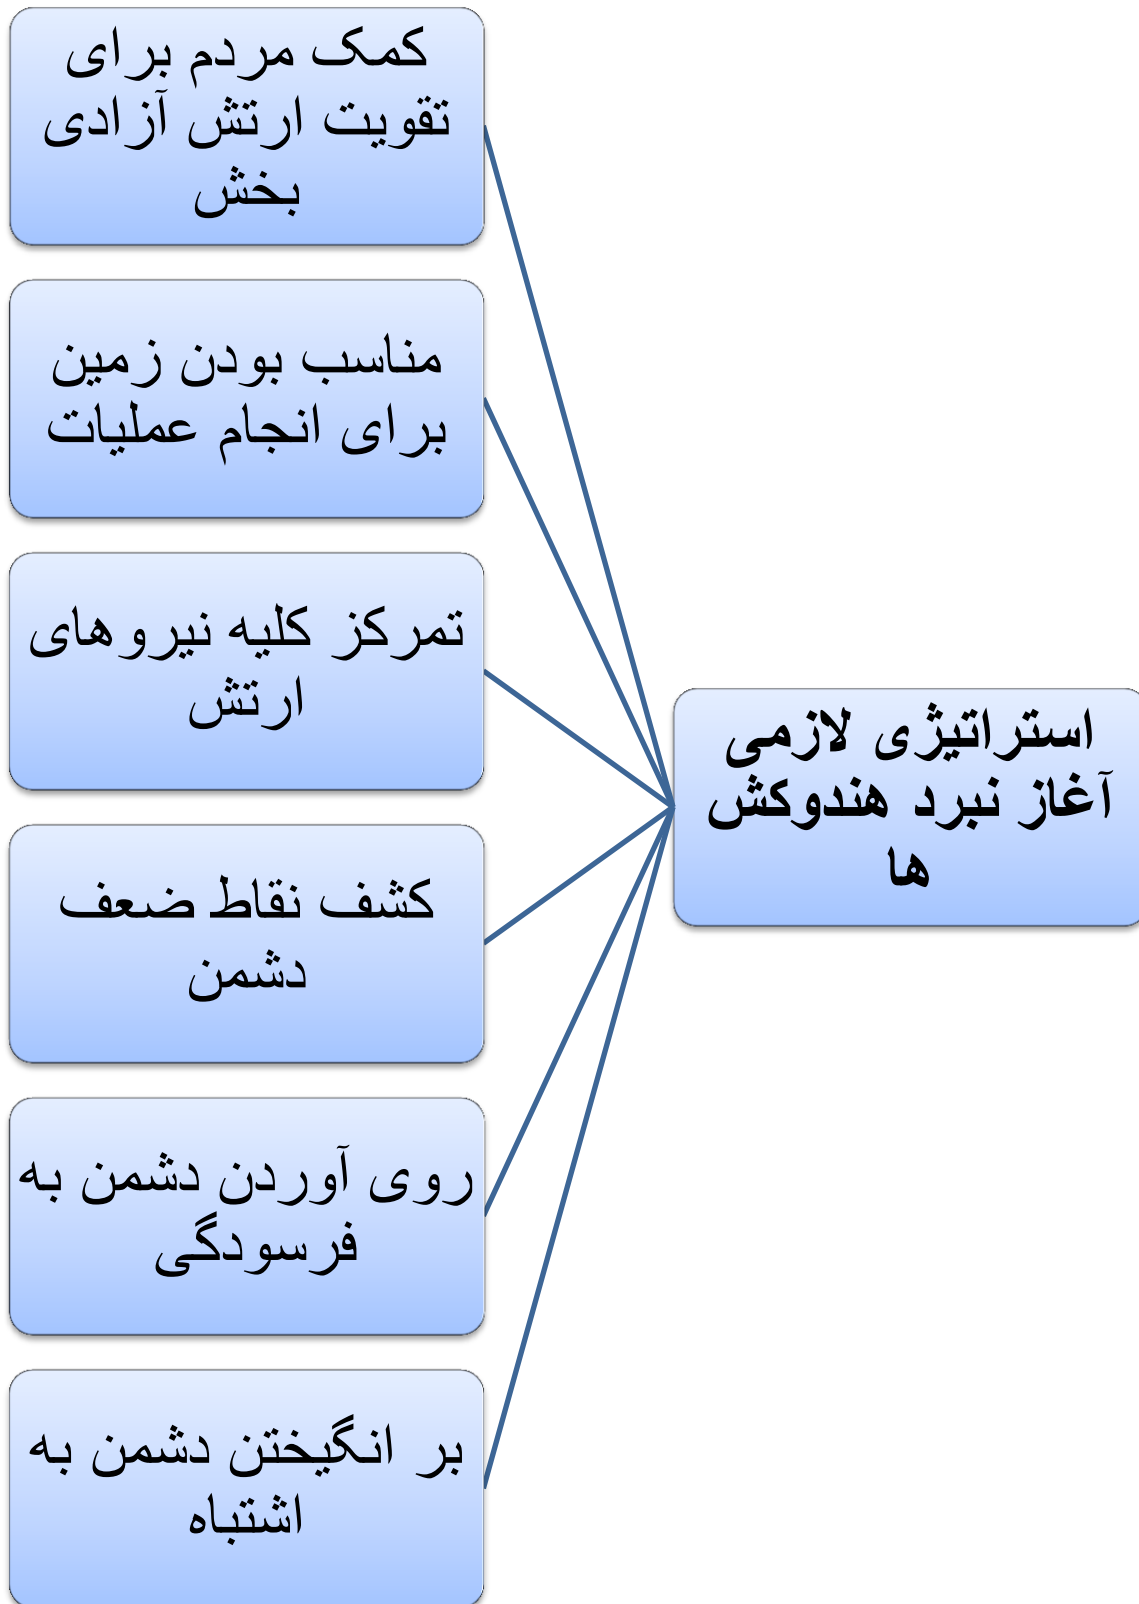 استراتیژی لازمی
آغاز نبرد هندوکش
ها
کمک مردم برای
تقویت ارتش آزادی
بخش
مناسب بودن زمین
برای انجام عملیات
تمرکز کلیه نیروهای
ارتش
کشف نقاط ضعف
دشمن
روی آوردن دشمن به
فرسودگی
بر انگیختن دشمن به
اشتباه